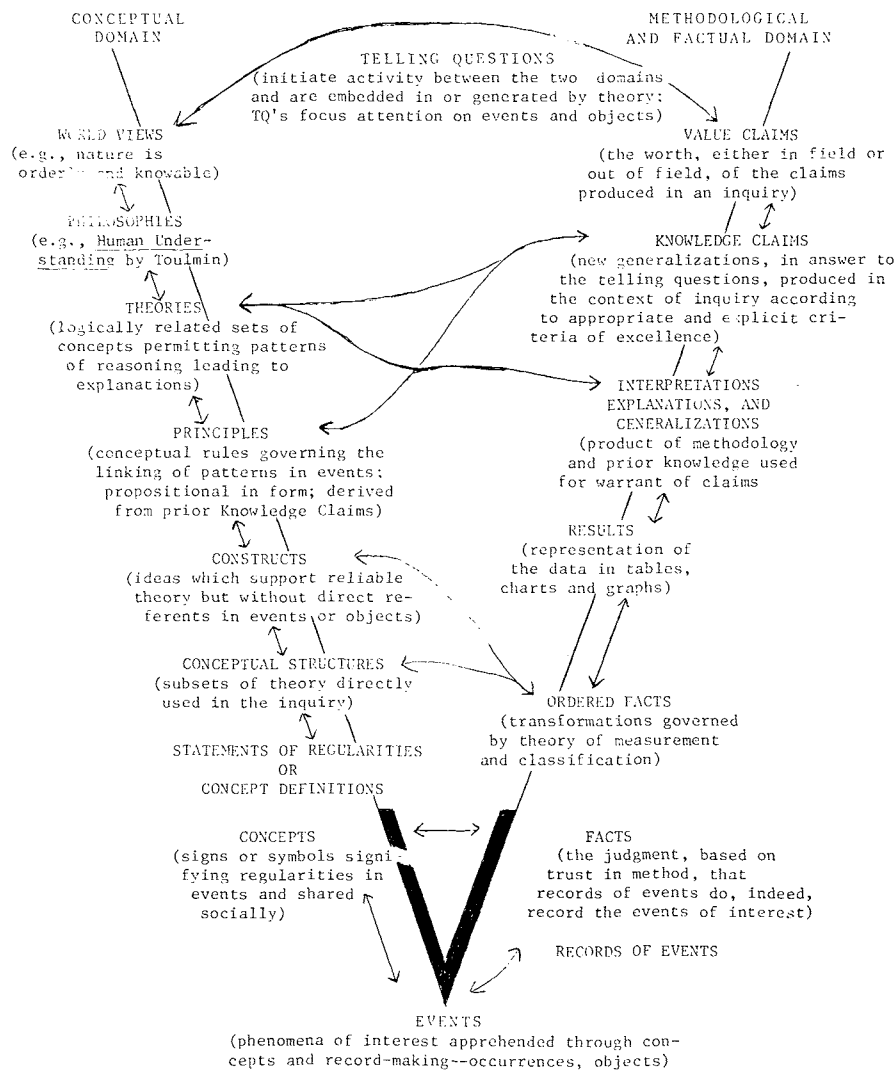 CONCEPTUAL
DOMAIN
METHODOLOGICAL
AND FACTUAL DOMAIN
TELLING QUESTIONS
(initiate activity between the two domains
and are embedded in or generated by theory;
TQ's focus attention on events and objects)
WORLD VIEWS
(e.g., nature is
orderly and knowable)
PHILOSOPHIES
(e.g., Human Under-
standing by Toulmin)
THEORIES
(logically related sets of
concepts permitting patterns
of reasoning leading to
explanations)
PRINCIPLES
(conceptual rules governing the
linking of patterns in events;
propositional in form; derived
from prior Knowledge Claims)
CONSTRUCTS
(ideas which support reliable
theory but without direct re-
ferents in events or objects)
CONCEPTUAL STRUCTURES
(subsets of theory directly
used in the inquiry)
STATEMENTS OF REGULARITIES
OR
CONCEPT DEFINITIONS
CONCEPTS
(signs or symbols signi-
fying regularities in
events and shared
socially)
VALUE CLAIMS
(the worth, either in field or
out of field, of the claims
produced in an inquiry)
KNOWLEDGE CLAIMS
(new generalizations, in answer to
the telling questions, produced in
the context of inquiry according
to appropriate and explicit cri-
teria of excellence)
INTERPRETATIONS
EXPLANATIONS, AND
GENERALIZATIONS
(product of methodology
and prior knowledge used
for warrant of claims
RESULTS
(representation of
the data in tables,
charts and graphs)
ORDERED FACTS
(transformations governed
by theory of measurement
and classification)
FACTS
(the judgment, based on
trust in method, that
records of events do, indeed,
record the events of interest)
RECORDS OF EVENTS
EVENTS
(phenomena of interest apprehended through con-
cepts and record-making--occurrences, objects)